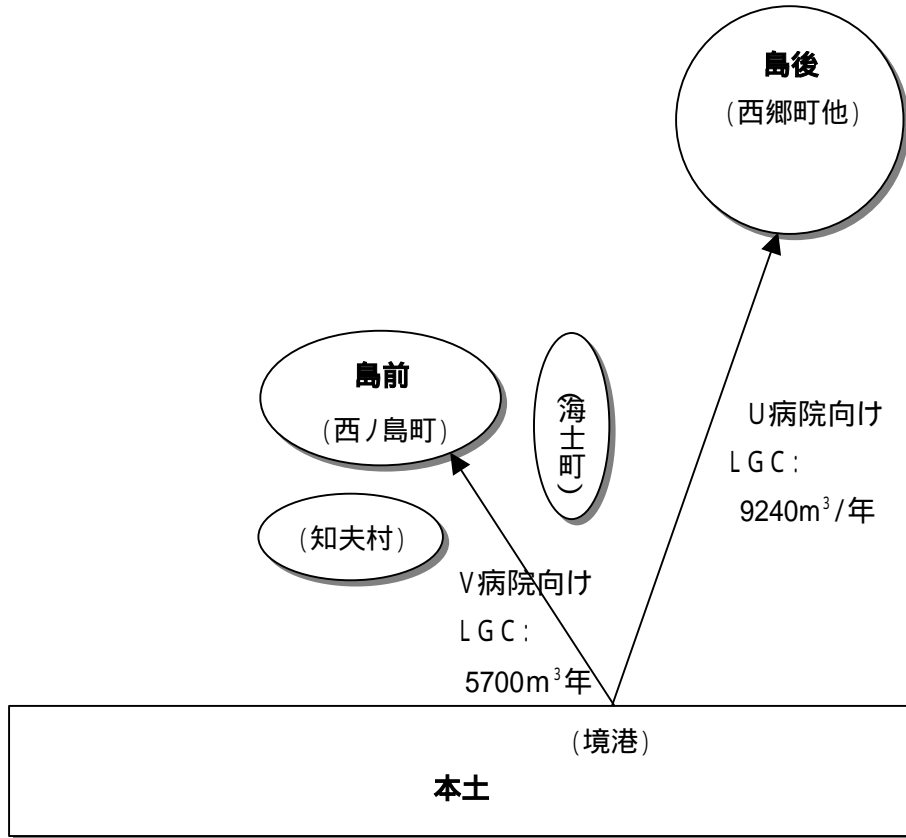 島後
(西郷町他)
島前
(西ノ島町)
(海士町)
(知夫村)
U病院向け
LGC:
9240m³/年
V病院向け
LGC:
5700m³年
(境港)
本土